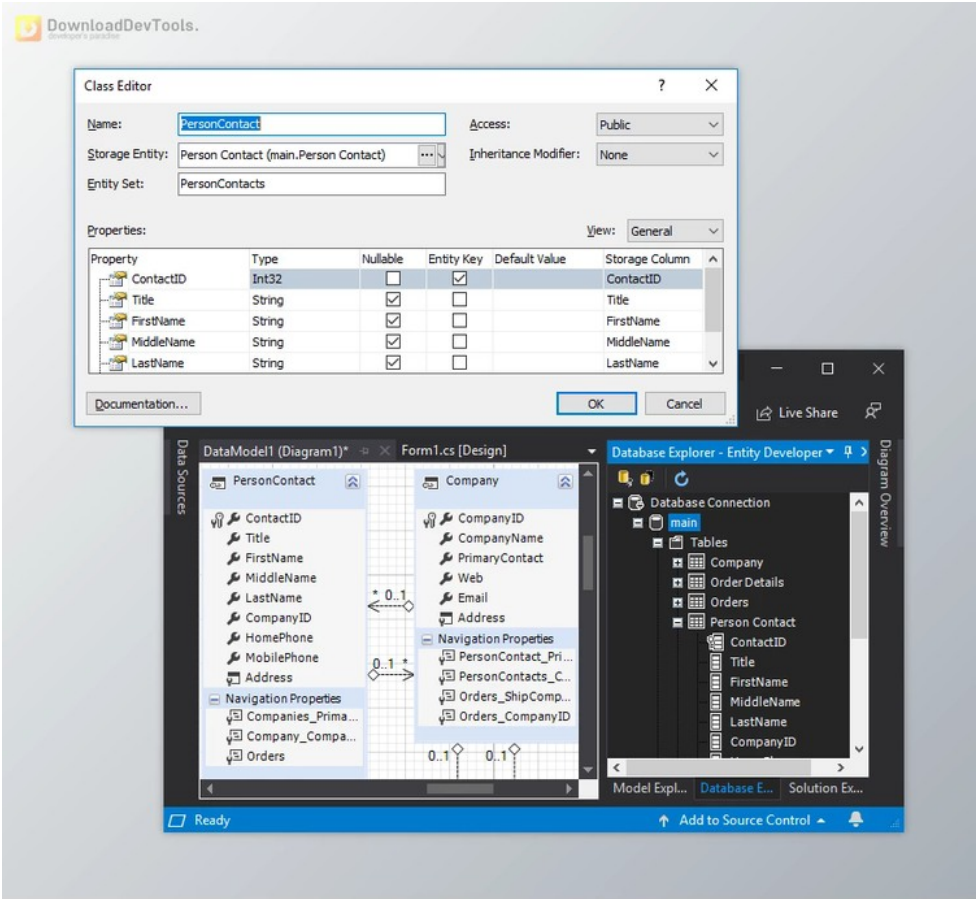 DownloadDevTools.
developer's paradise
Class Editor
Name: PersonContact Access: Public
Storage Entity: Person Contact (main.Person Contact) ... Inheritance Modifier: None
Entity Set: PersonContacts
Properties: View: General
Property Type Nullable Entity Key Default Value Storage Column
ContactID Int32 ContactID
Title String Title
FirstName String FirstName
MiddleName String MiddleName
LastName String LastName
Documentation... OK Cancel
Live Share
Data Sources
DataModel1 (Diagram1)* Form1.cs [Design]
PersonContact
ContactID
Title
FirstName
MiddleName
LastName
CompanyID
HomePhone
MobilePhone
Address
Navigation Properties
Companies_Prima...
Company_Compa...
Orders
* 0..1
0..1 *
Company
CompanyID
CompanyName
PrimaryContact
Web
Email
Address
Navigation Properties
PersonContact_Pri...
PersonContacts_C...
Orders_ShipComp...
Orders_CompanyID
0..1 0..1
Database Explorer - Entity Developer
Database Connection
main
Tables
Company
Order Details
Orders
Person Contact
ContactID
Title
FirstName
MiddleName
LastName
CompanyID
Model Expl... Database E... Solution Ex...
Diagram Overview
Ready Add to Source Control